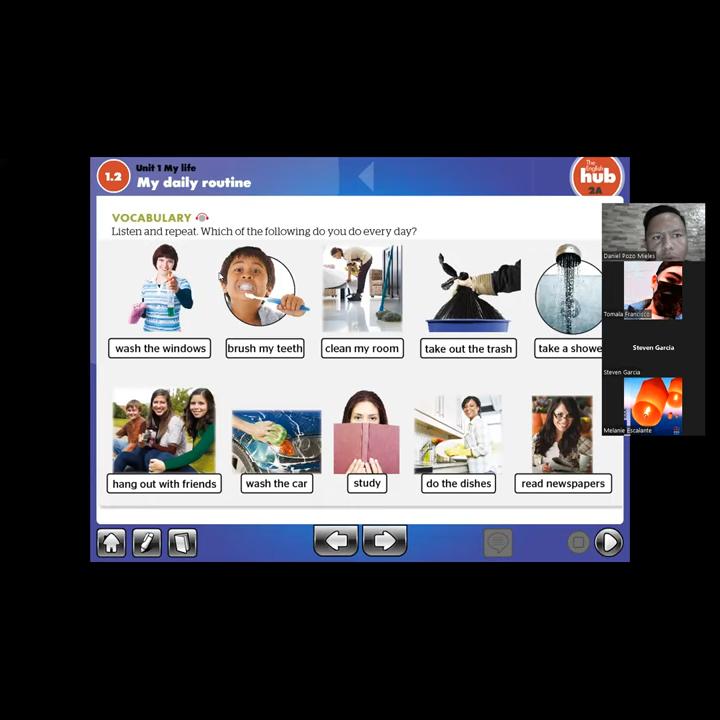 1.2
Unit 1 My life
My daily routine
The English
hub
2A
VOCABULARY
Listen and repeat. Which of the following do you do every day?
wash the windows
brush my teeth
clean my room
take out the trash
take a showe
hang out with friends
wash the car
study
do the dishes
read newspapers
Daniel Pozo Mieles
Tomala Francisco
Steven Garcia
Steven Garcia
Melanie Escalante